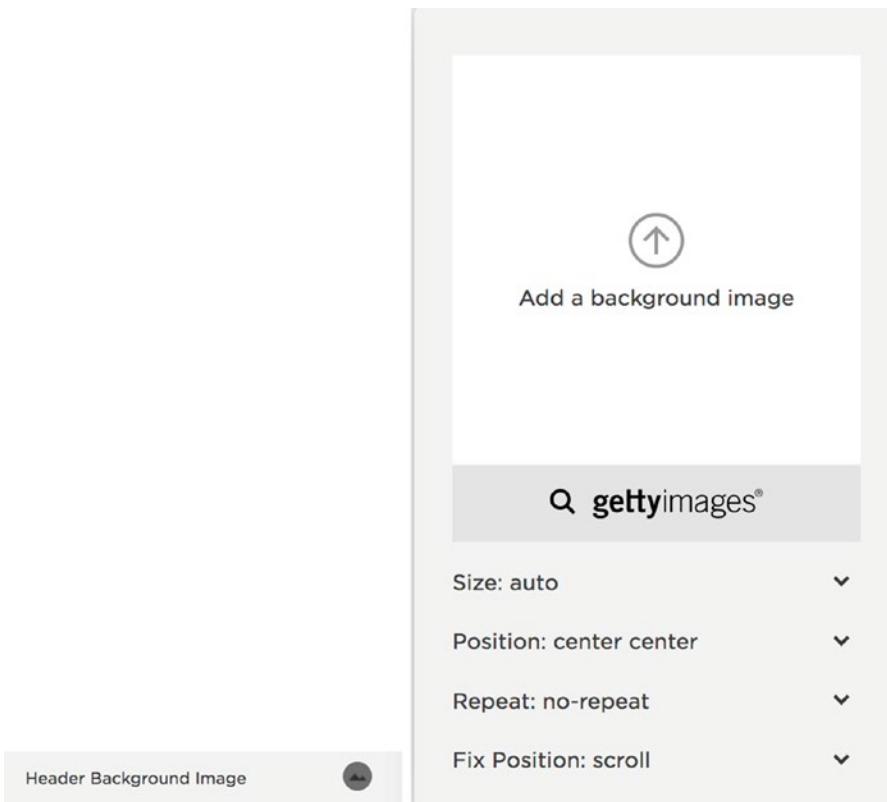 Add a background image
gettyimages®
Size: auto
Position: center center
Repeat: no-repeat
Fix Position: scroll
Header Background Image